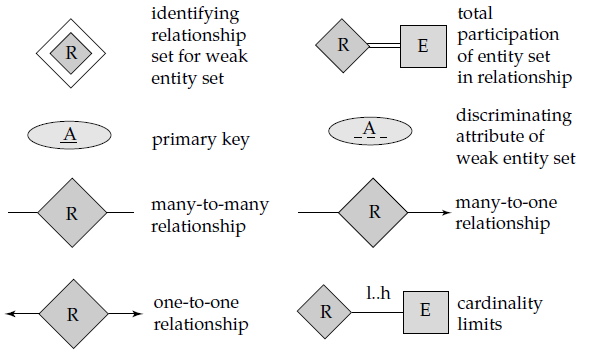 R
identifying
relationship
set for weak
entity set
R
E
total
participation
of entity set
in relationship
A
primary key
A
discriminating
attribute of
weak entity set
R
many-to-many
relationship
R
many-to-one
relationship
R
one-to-one
relationship
R
l..h
E
cardinality
limits